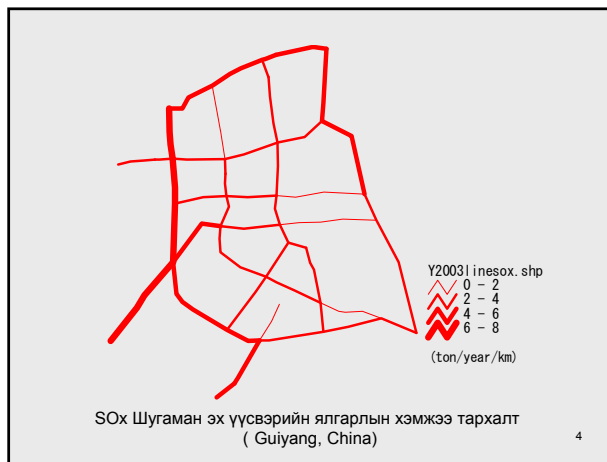 Y2003linesox.shp
0 - 2
2 - 4
4 - 6
6 - 8
(ton/year/km)
SOx Шугаман эх үүсвэрийн ялгарлын хэмжээ тархалт
( Guiyang, China)
4